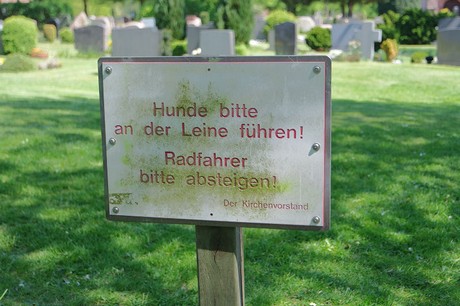 Hunde bitte
an der Leine führen!
Radfahrer
bitte absteigen!
Der Kirchenvorstand